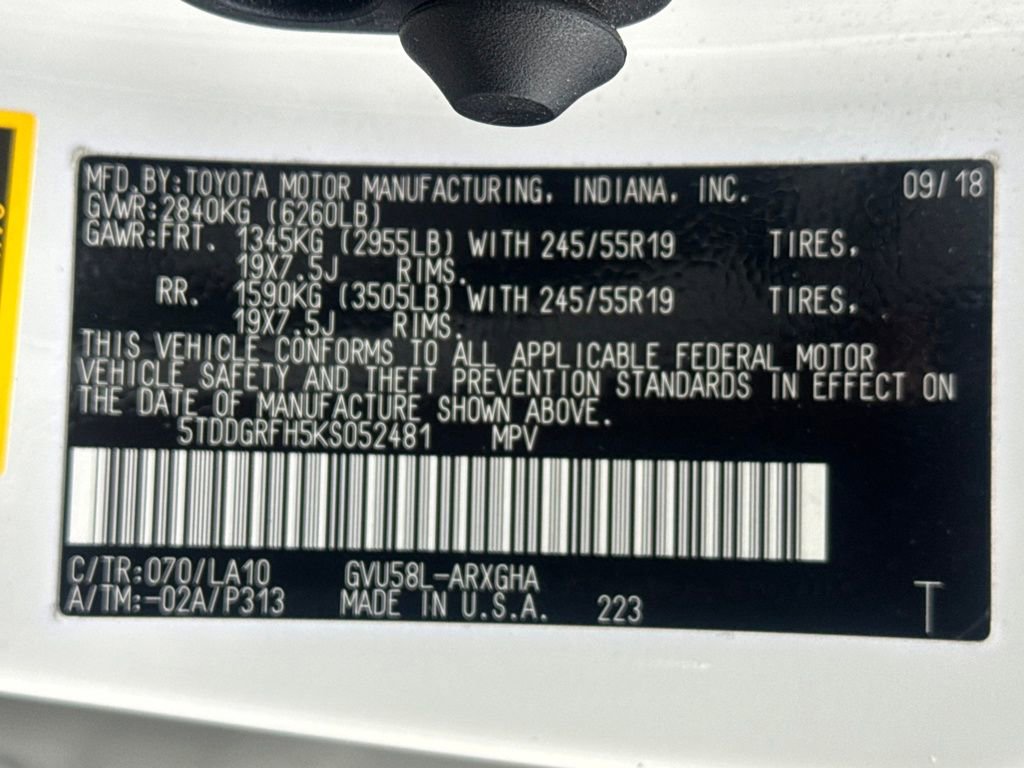 MFD.BY:TOYOTA MOTOR MANUFACTURING, INDIANA, INC. 09/18
GVWR:2840KG (6260LB)
GAWR:FRT. 1345KG (2955LB) WITH 245/55R19 TIRES,
19X7.5J RIMS.
RR. 1590KG (3505LB) WITH 245/55R19 TIRES,
19X7.5J RIMS.
THIS VEHICLE CONFORMS TO ALL APPLICABLE FEDERAL MOTOR
VEHICLE SAFETY AND THEFT PREVENTION STANDARDS IN EFFECT ON
THE DATE OF MANUFACTURE SHOWN ABOVE.
5TDDGRFH5KS052481 MPV
C/TR:070/LA10 GVU58L-ARXGHA
A/TM:-02A/P313 MADE IN U.S.A. 223 T